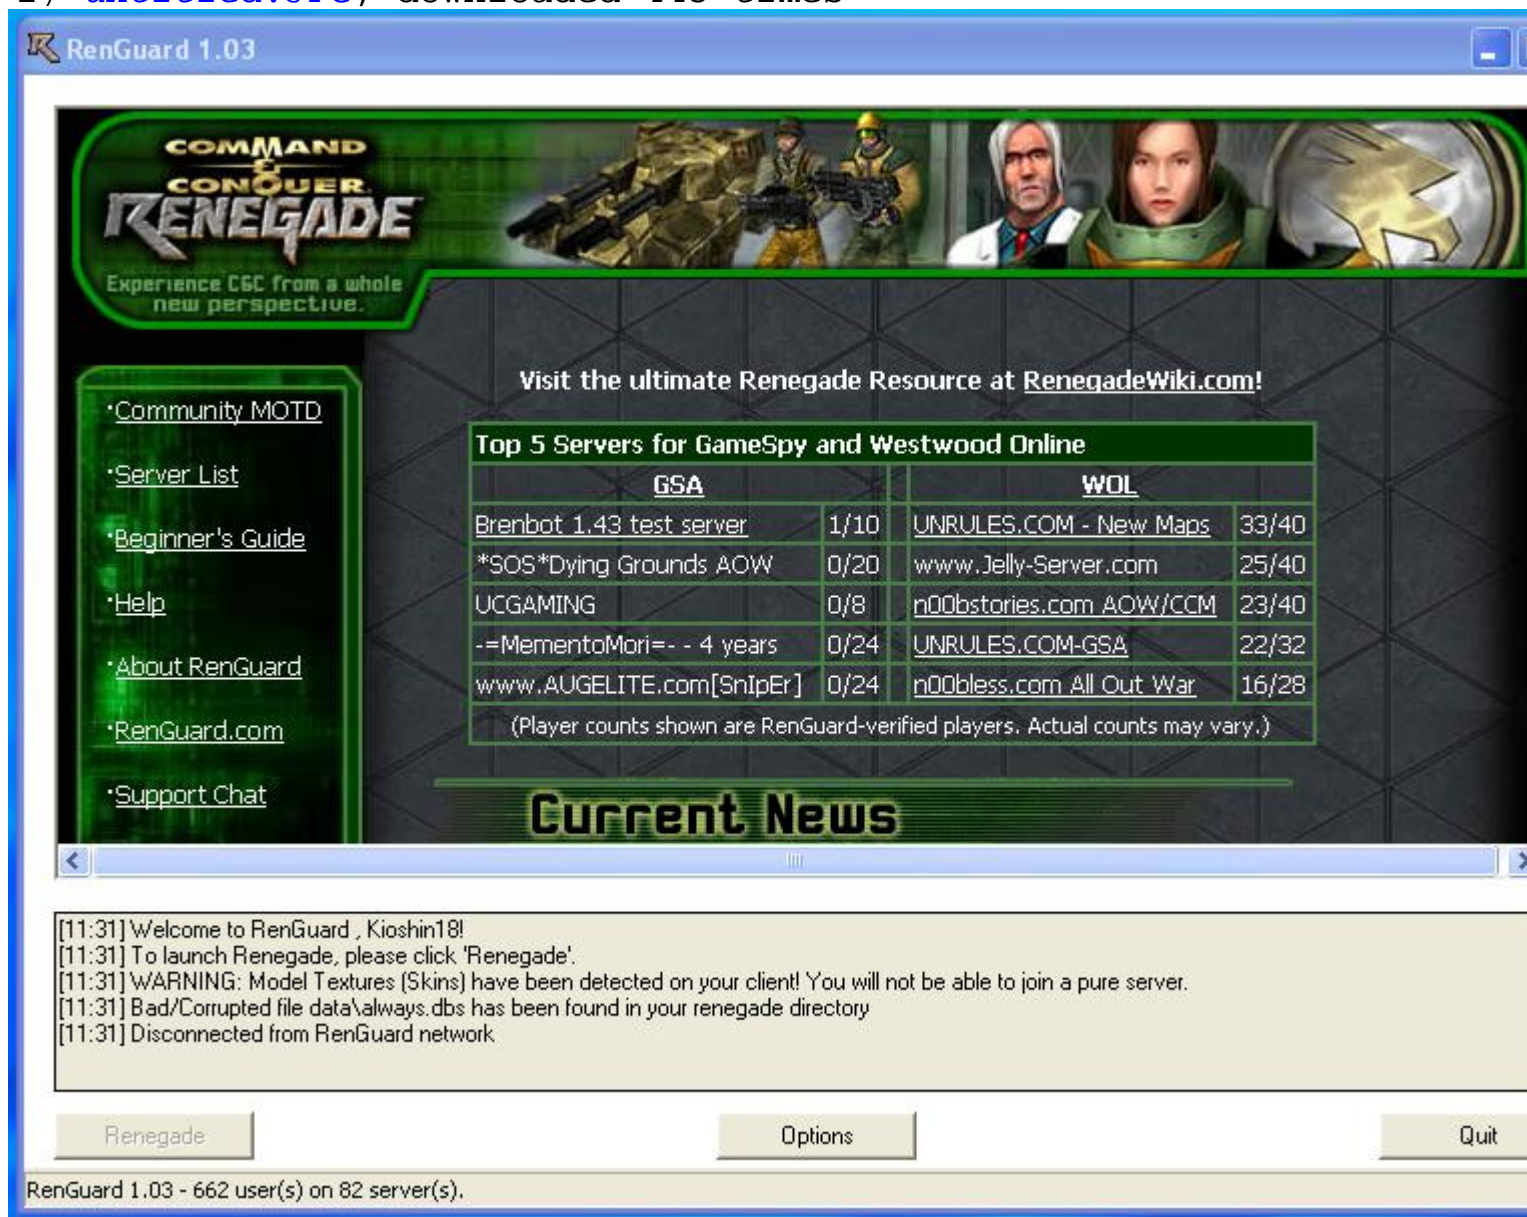 RenGuard 1.03
COMMAND
&
CONQUER
RENEGADE
Experience C&C from a whole
new perspective.
·Community MOTD
·Server List
·Beginner's Guide
·Help
·About RenGuard
·RenGuard.com
·Support Chat
Visit the ultimate Renegade Resource at RenegadeWiki.com!
Top 5 Servers for GameSpy and Westwood Online
GSA WOL
Brenbot 1.43 test server 1/10 UNRULES.COM - New Maps 33/40
*SOS*Dying Grounds AOW 0/20 www.Jelly-Server.com 25/40
UCGAMING 0/8 n00bstories.com AOW/CCM 23/40
-=MementoMori=- - 4 years 0/24 UNRULES.COM-GSA 22/32
www.AUGELITE.com[SnIpEr] 0/24 n00bless.com All Out War 16/28
(Player counts shown are RenGuard-verified players. Actual counts may vary.)
Current News
[11:31] Welcome to RenGuard , Kioshin18!
[11:31] To launch Renegade, please click 'Renegade'.
[11:31] WARNING: Model Textures (Skins) have been detected on your client! You will not be able to join a pure server.
[11:31] Bad/Corrupted file data\always.dbs has been found in your renegade directory
[11:31] Disconnected from RenGuard network
Renegade Options Quit
RenGuard 1.03 - 662 user(s) on 82 server(s).